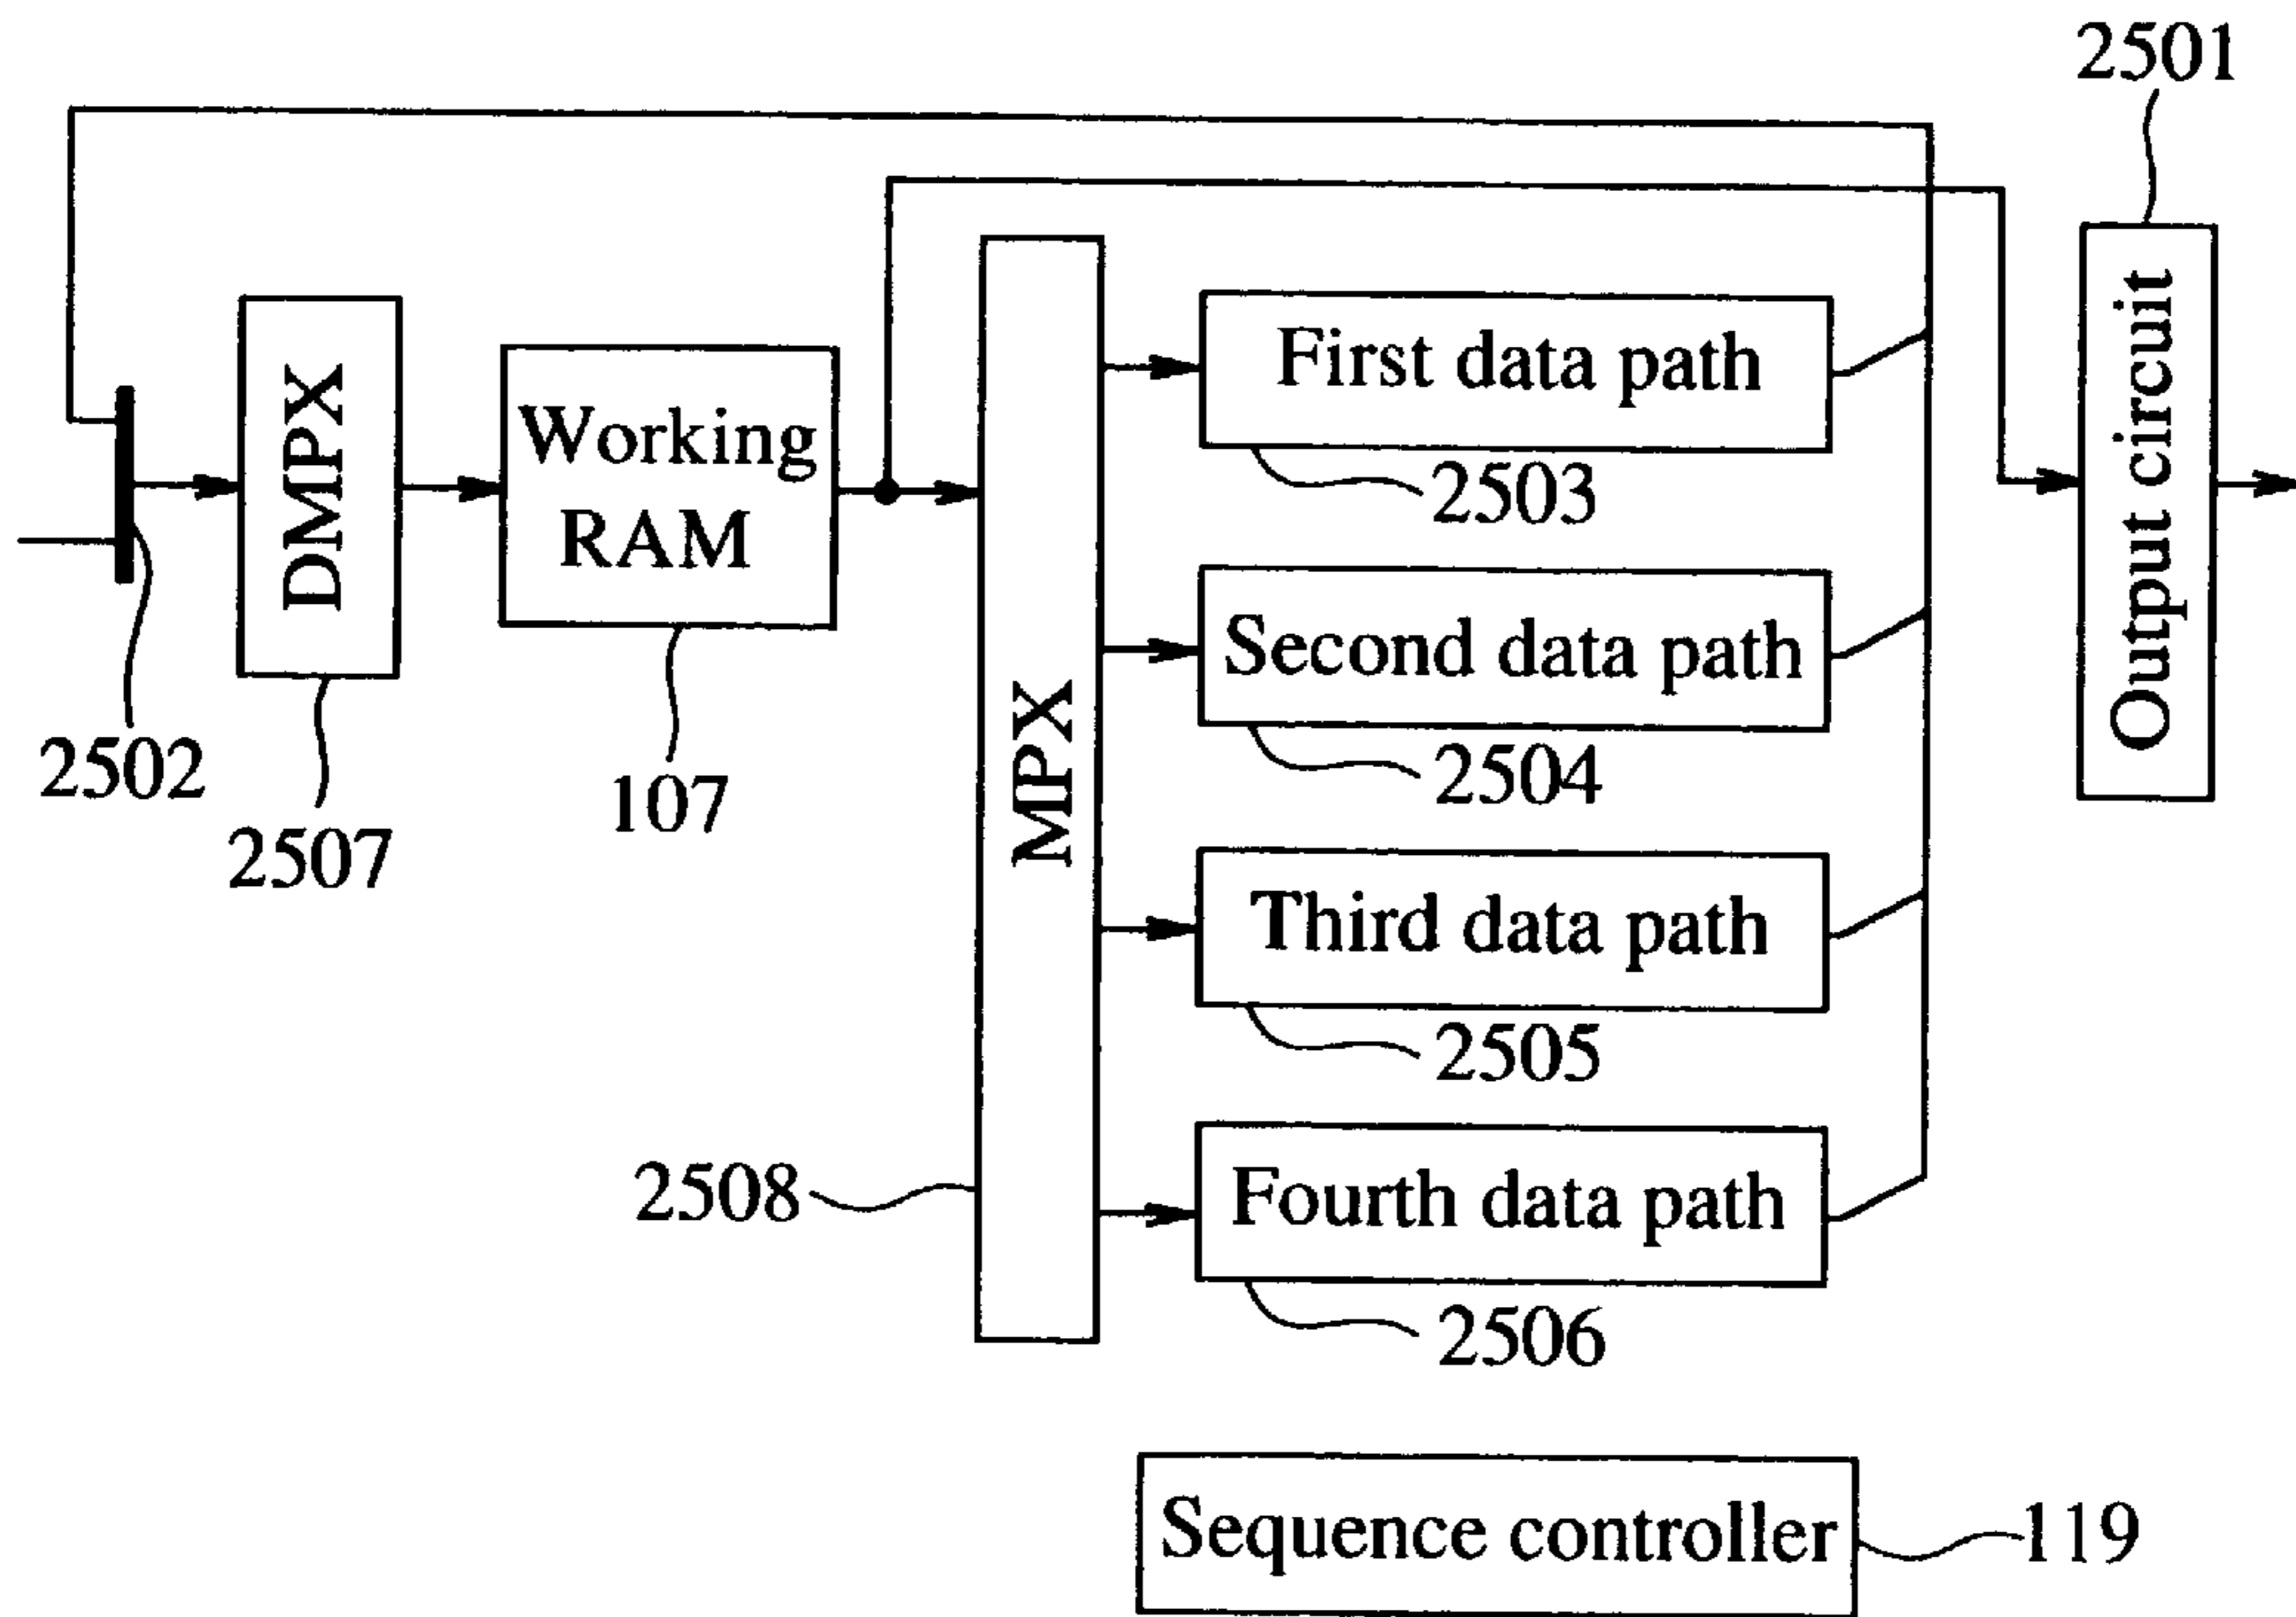 2501
First data path
2503
Output circuit
DMPX
Working
RAM
2502
2507
107
MPX
Second data path
2504
Third data path
2505
2508
Fourth data path
2506
Sequence controller
119